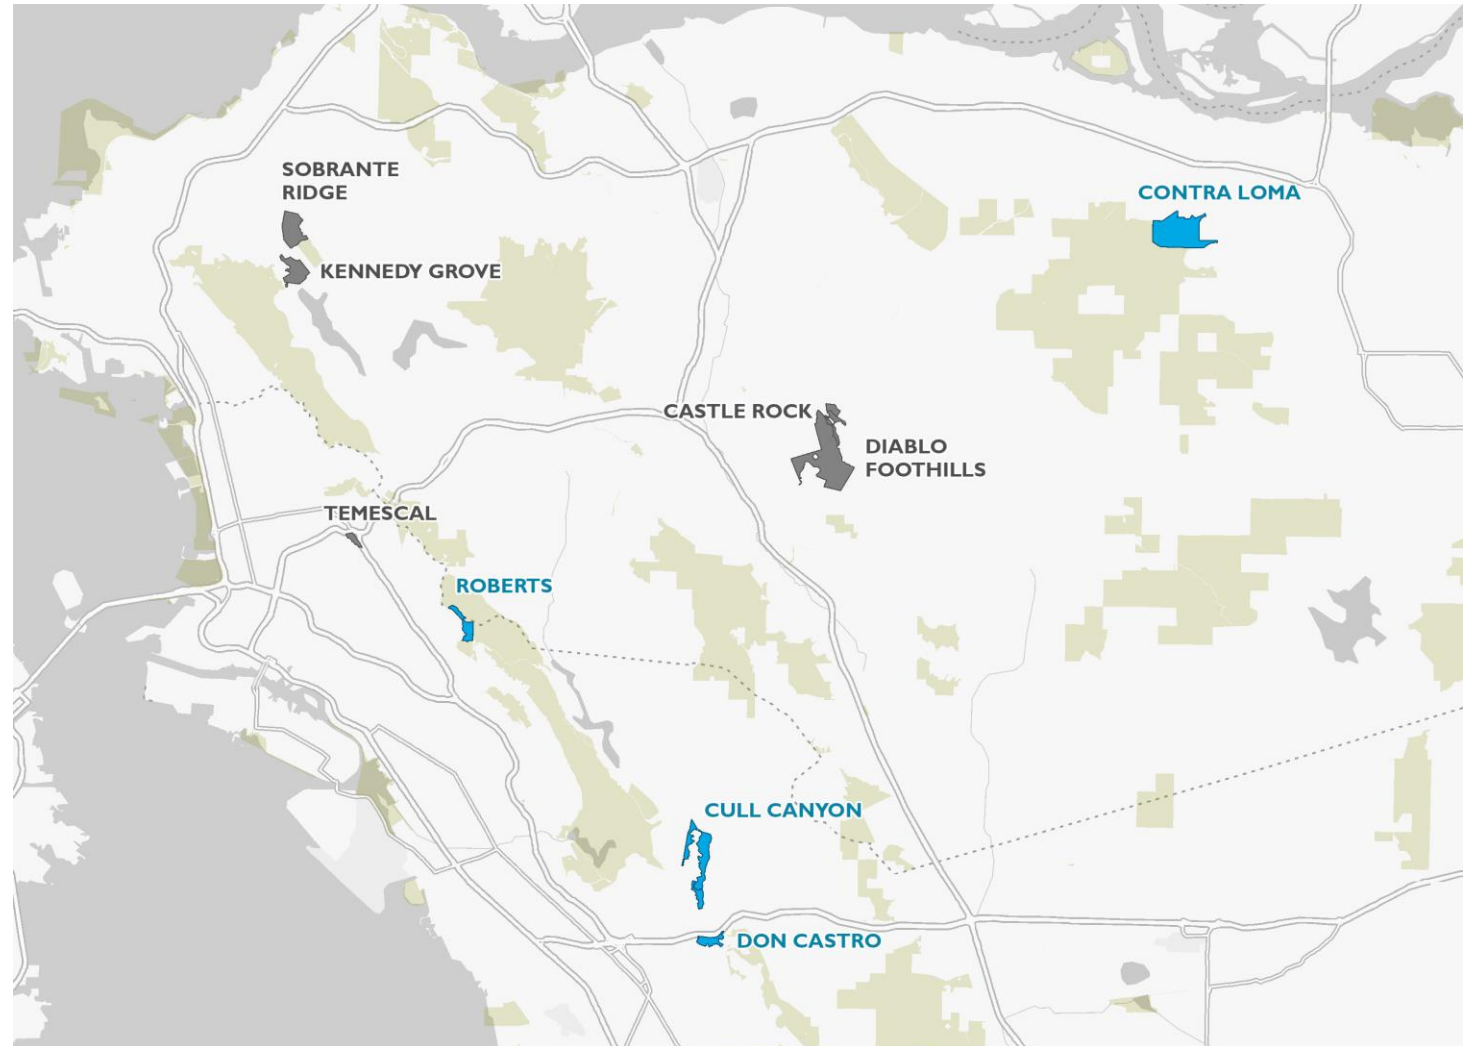 SOBRANTE
RIDGE
CONTRA LOMA
KENNEDY GROVE
CASTLE ROCK
DIABLO
FOOTHILLS
TEMESCAL
ROBERTS
CULL CANYON
DON CASTRO